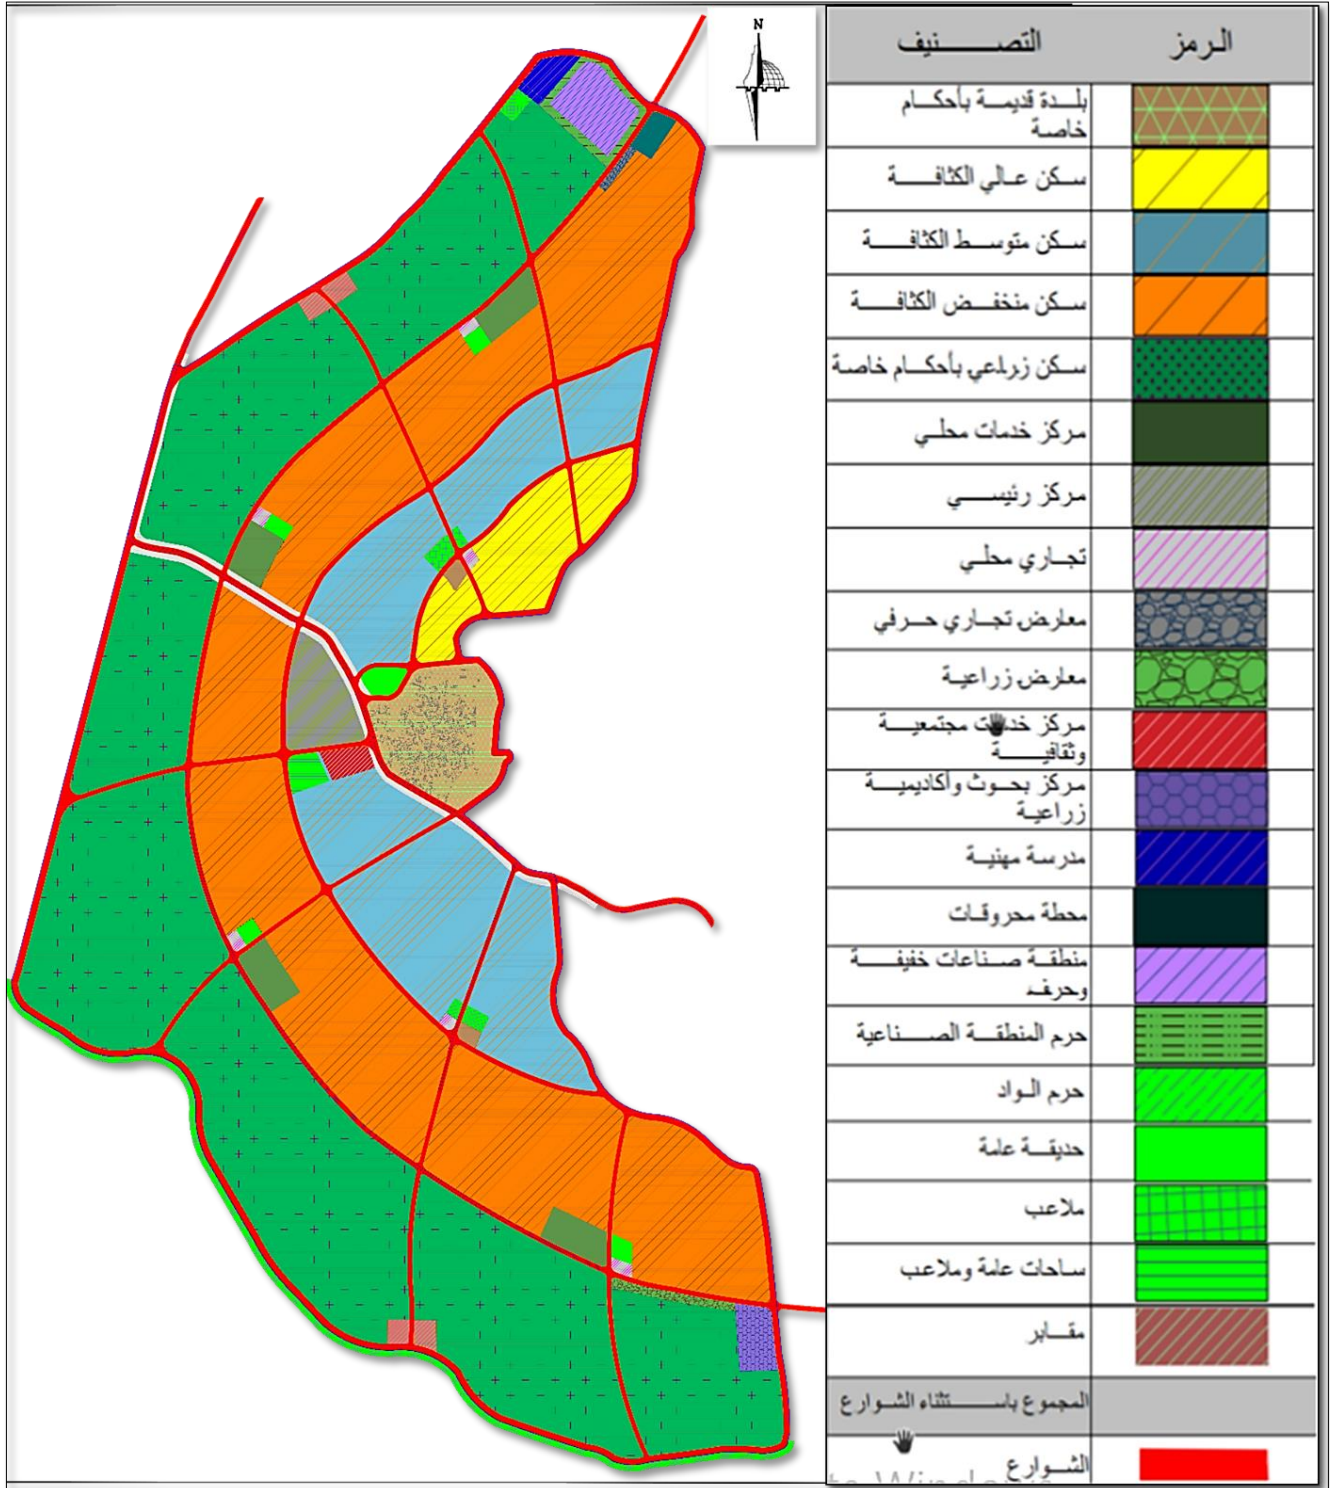 N
الرمز
التصنيف
بلدة قديمة بأحكام
خاصة
سكن عالي الكثافة
سكن متوسط الكثافة
سكن منخفض الكثافة
سكن زراعي بأحكام خاصة
مركز خدمات محلي
مركز رئيسي
تجاري محلي
معارض تجاري حرفي
معارض زراعية
مركز خدمات مجتمعية
وثقافية
مركز بحوث وأكاديمية
زراعية
مدرسة مهنية
محطة محروقات
منطقة صناعات خفيفة
وحرف
حرم المنطقة الصناعية
حرم الواد
حديقة عامة
ملاعب
ساحات عامة وملاعب
مقابر
المجموع باستثناء الشوارع
الشوارع